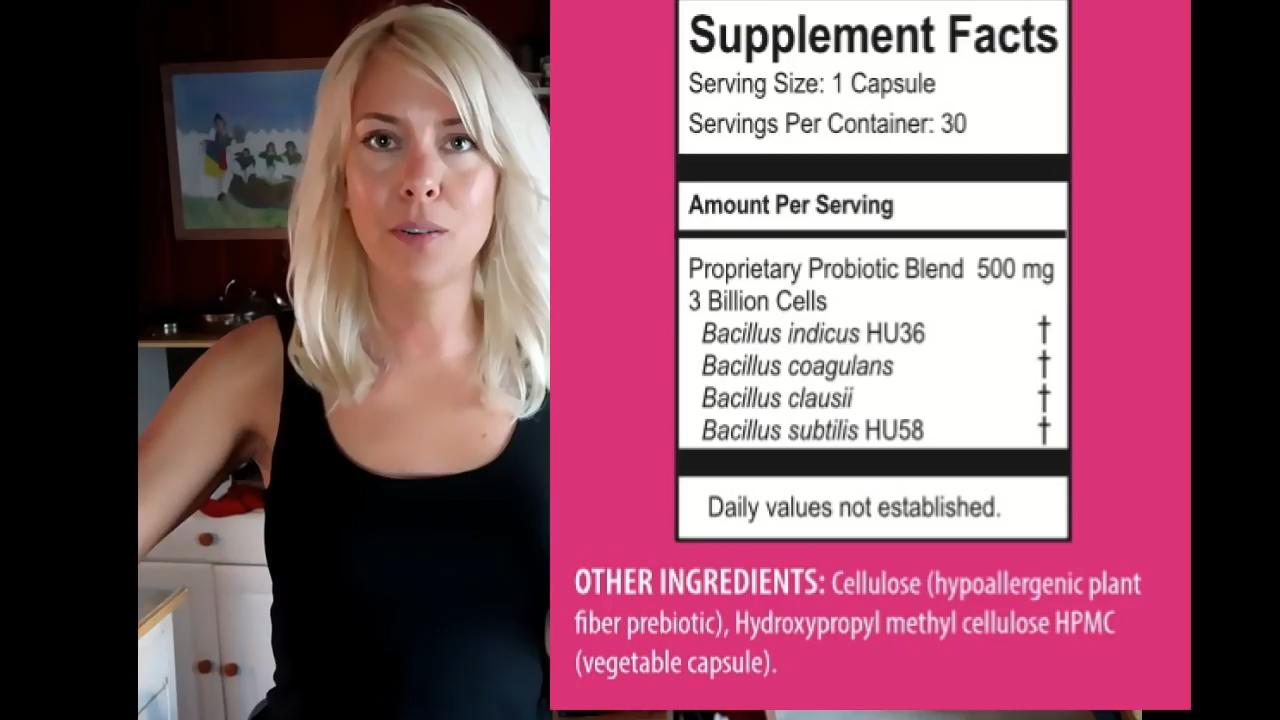 Supplement Facts
Serving Size: 1 Capsule
Servings Per Container: 30
Amount Per Serving
Proprietary Probiotic Blend 500 mg
3 Billion Cells
Bacillus indicus HU36 †
Bacillus coagulans †
Bacillus clausii †
Bacillus subtilis HU58 †
Daily values not established.
OTHER INGREDIENTS: Cellulose (hypoallergenic plant
fiber prebiotic), Hydroxypropyl methyl cellulose HPMC
(vegetable capsule).